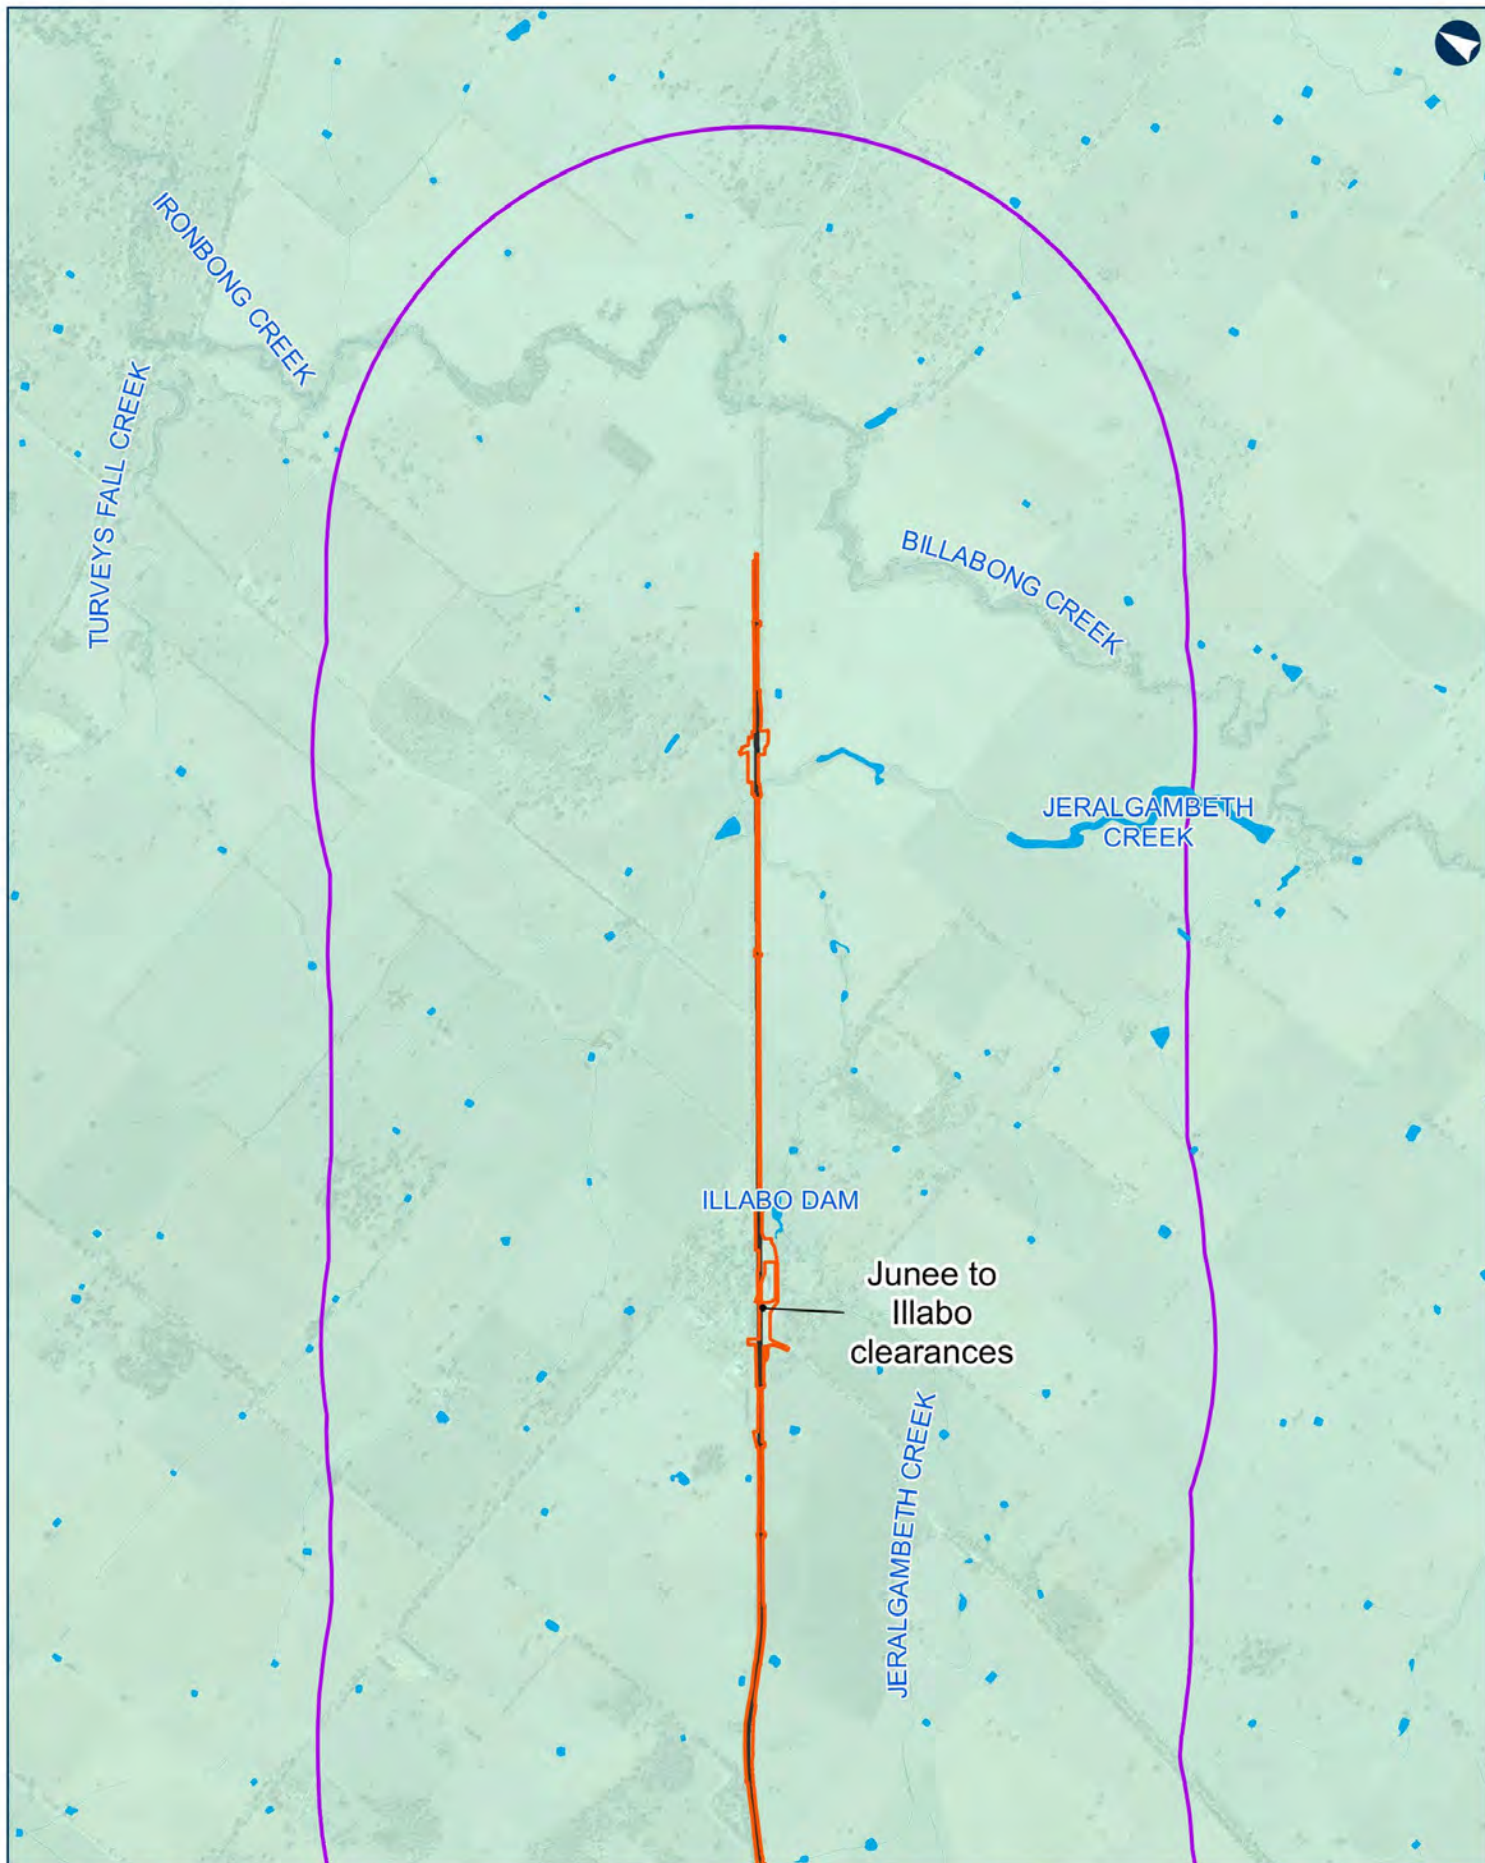 IRONBONG CREEK
TURVEYS FALL CREEK
BILLABONG CREEK
JERALGAMBETH
CREEK
ILLABO DAM
Junee to
Illabo
clearances
JERALGAMBETH CREEK